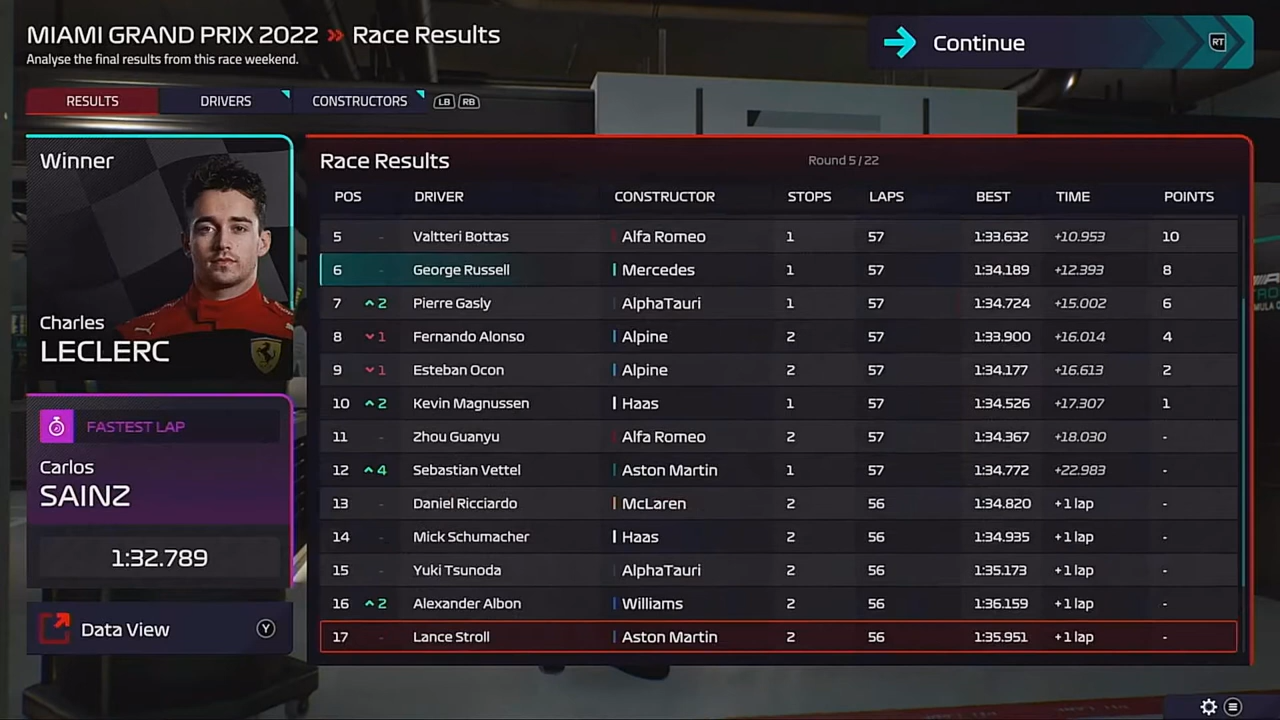 MIAMI GRAND PRIX 2022 » Race Results
Analyse the final results from this race weekend.
Continue RT
RESULTS DRIVERS CONSTRUCTORS LB RB
Winner
Charles
LECLERC
FASTEST LAP
Carlos
SAINZ
1:32.789
Data View Y
Race Results Round 5 / 22
POS DRIVER CONSTRUCTOR STOPS LAPS BEST TIME POINTS
5 - Valtteri Bottas Alfa Romeo 1 57 1:33.632 +10.953 10
6 - George Russell Mercedes 1 57 1:34.189 +12.393 8
7 2 Pierre Gasly AlphaTauri 1 57 1:34.724 +15.002 6
8 1 Fernando Alonso Alpine 2 57 1:33.900 +16.014 4
9 1 Esteban Ocon Alpine 2 57 1:34.177 +16.613 2
10 2 Kevin Magnussen Haas 1 57 1:34.526 +17.307 1
11 - Zhou Guanyu Alfa Romeo 2 57 1:34.367 +18.030 -
12 4 Sebastian Vettel Aston Martin 1 57 1:34.772 +22.983 -
13 - Daniel Ricciardo McLaren 2 56 1:34.820 +1 lap -
14 - Mick Schumacher Haas 2 56 1:34.935 +1 lap -
15 - Yuki Tsunoda AlphaTauri 2 56 1:35.173 +1 lap -
16 2 Alexander Albon Williams 2 56 1:36.159 +1 lap -
17 - Lance Stroll Aston Martin 2 56 1:35.951 +1 lap -